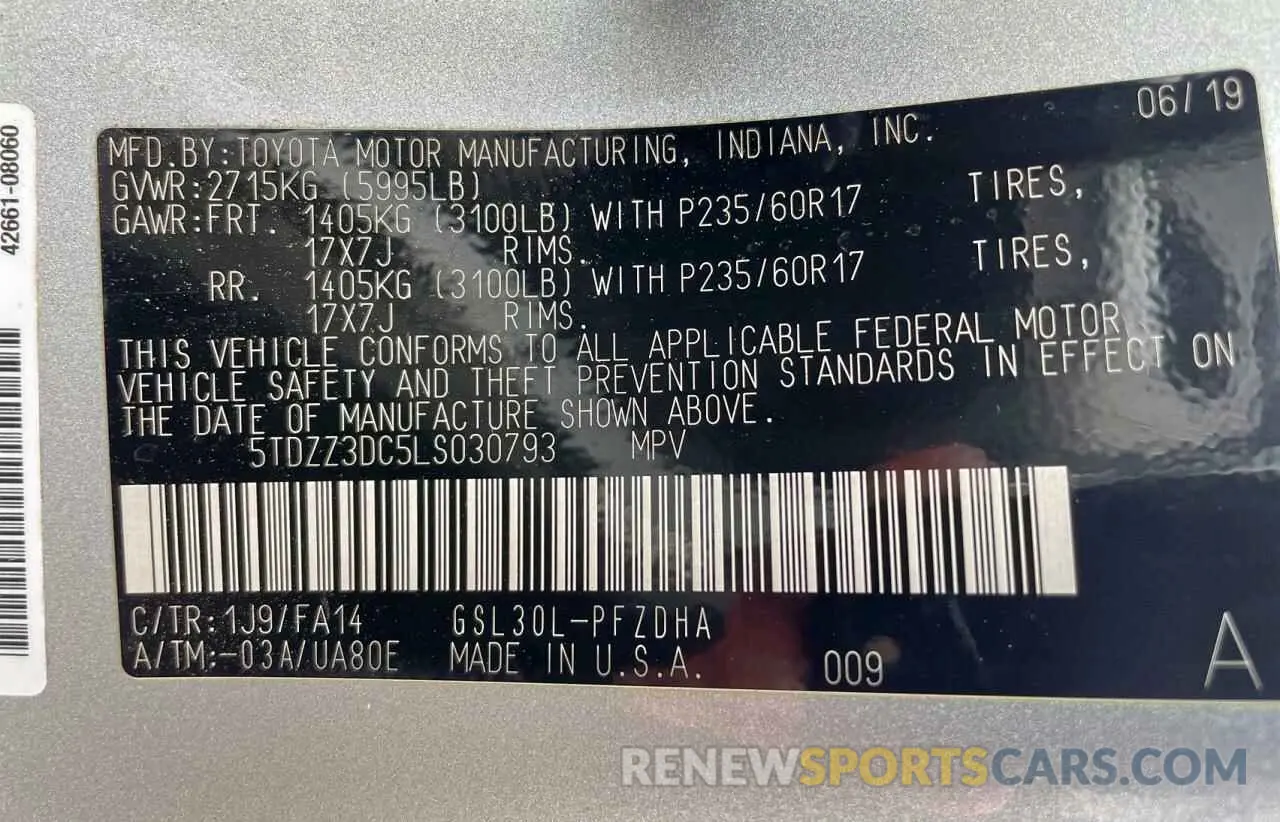 06/19
MFD.BY:TOYOTA MOTOR MANUFACTURING, INDIANA, INC.
GVWR:2715KG (5995LB)
GAWR:FRT. 1405KG (3100LB) WITH P235/60R17 TIRES,
17X7J RIMS.
RR. 1405KG (3100LB) WITH P235/60R17 TIRES,
17X7J RIMS.
THIS VEHICLE CONFORMS TO ALL APPLICABLE FEDERAL MOTOR
VEHICLE SAFETY AND THEFT PREVENTION STANDARDS IN EFFECT ON
THE DATE OF MANUFACTURE SHOWN ABOVE.
5TDZZ3DC5LS030793 MPV
C/TR:1J9/FA14 GSL30L-PFZDHA
A/TM:-03A/UA80E MADE IN U.S.A. 009 A
42661-08060
RENEWSPORTSCARS.COM